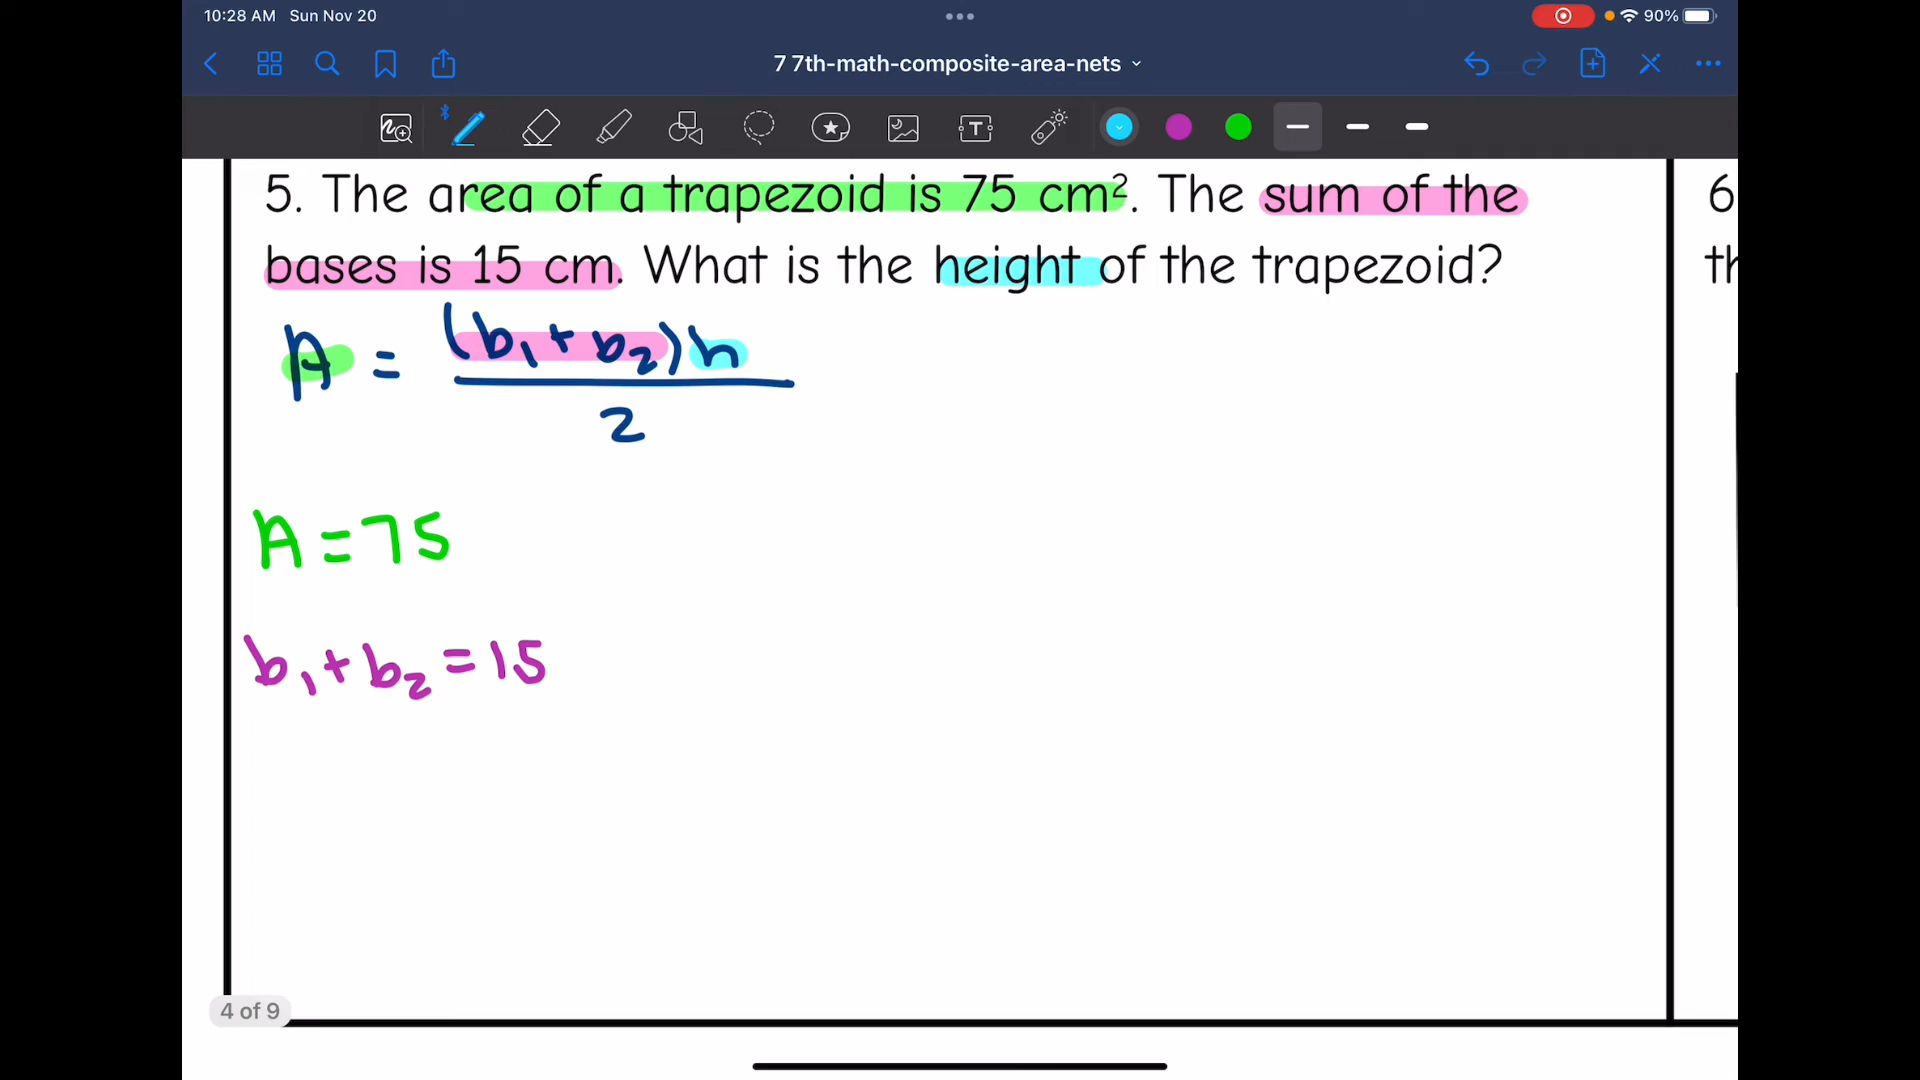 10:28 AM Sun Nov 20
90%
7 7th-math-composite-area-nets
T
5. The area of a trapezoid is 75 cm². The sum of the
bases is 15 cm. What is the height of the trapezoid?
6
th
A = (b₁ + b₂)h
2
A = 75
b₁ + b₂ = 15
4 of 9